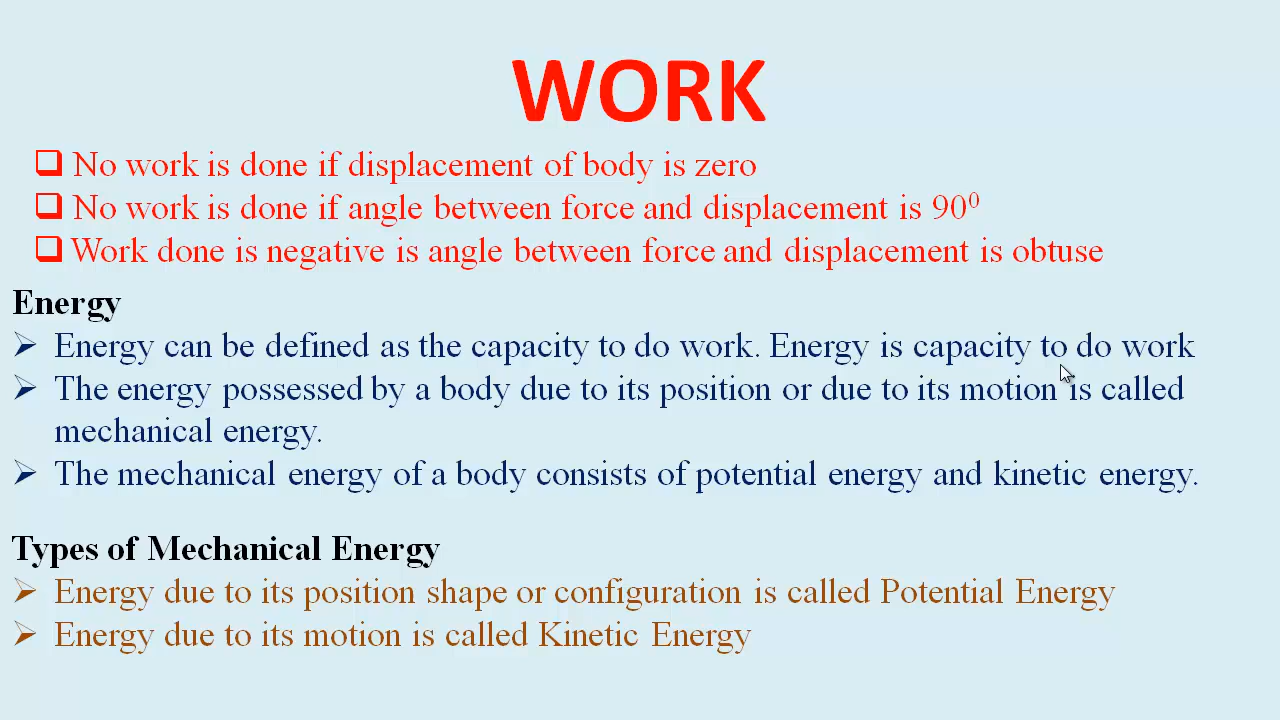 WORK
❑ No work is done if displacement of body is zero
❑ No work is done if angle between force and displacement is 90⁰
❑ Work done is negative is angle between force and displacement is obtuse
Energy
➢ Energy can be defined as the capacity to do work. Energy is capacity to do work
➢ The energy possessed by a body due to its position or due to its motion is called
mechanical energy.
➢ The mechanical energy of a body consists of potential energy and kinetic energy.
Types of Mechanical Energy
➢ Energy due to its position shape or configuration is called Potential Energy
➢ Energy due to its motion is called Kinetic Energy